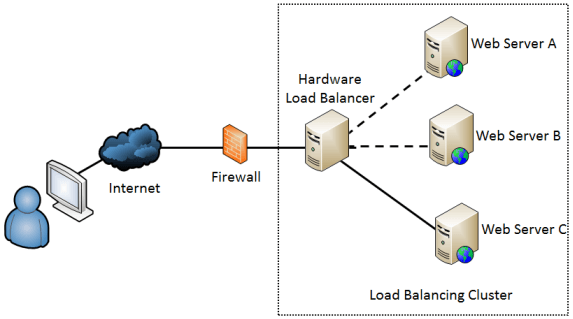 Web Server A
Hardware
Load Balancer
Web Server B
Internet
Firewall
Web Server C
Load Balancing Cluster